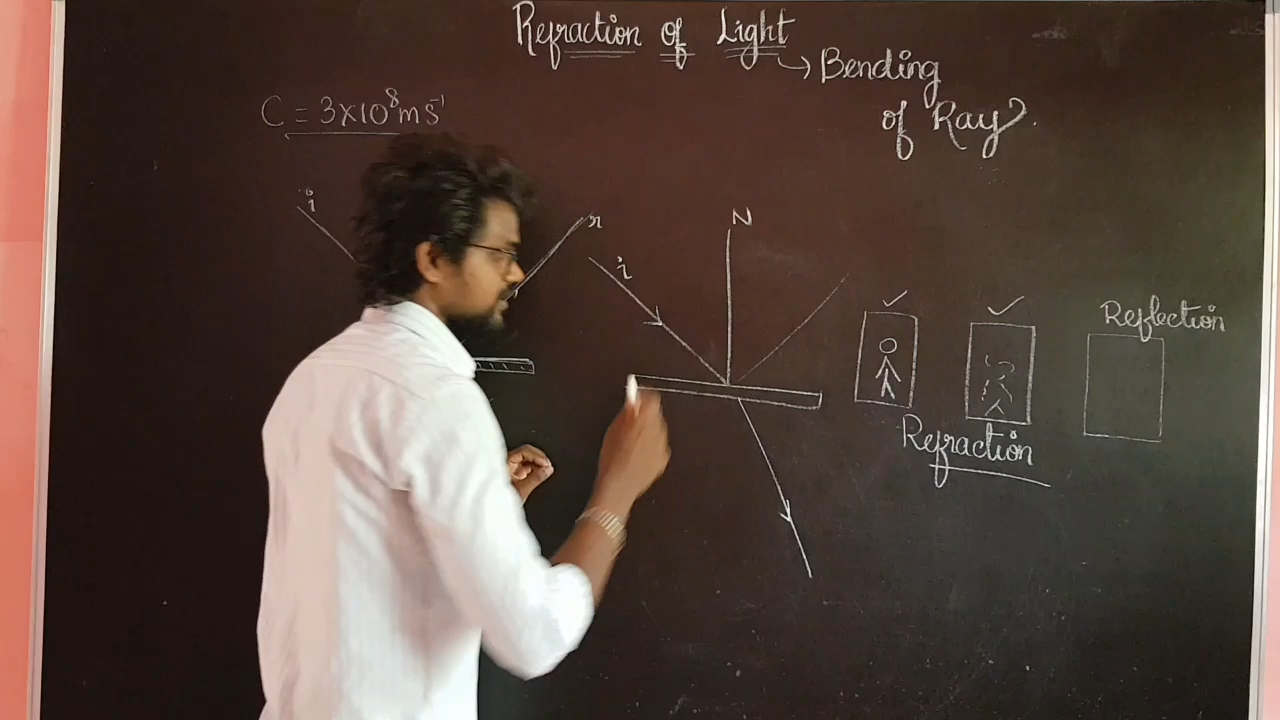 Refraction of Light
Bending
of Ray
C = 3×10⁸ms⁻¹
i
r
i
N
Reflection
Refraction